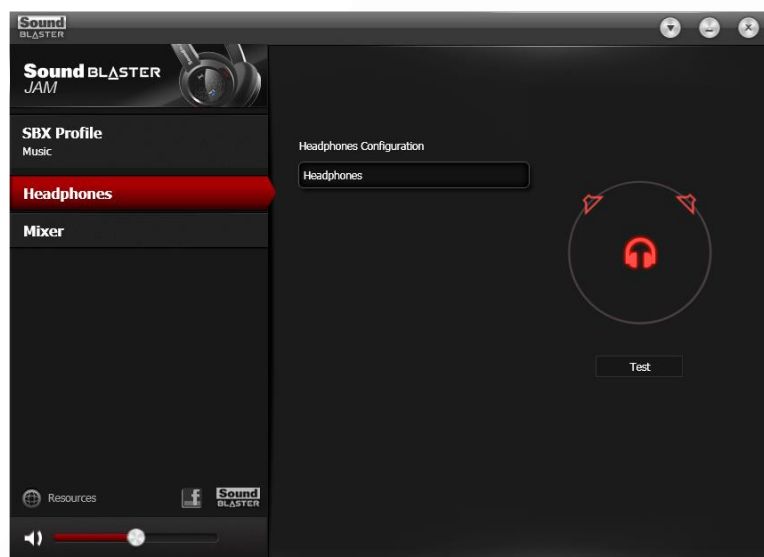 Sound
BLASTER
Sound BLASTER
JAM
SBX Profile
Music
Headphones
Mixer
Headphones Configuration
Headphones
Test
Resources
f
Sound
BLASTER